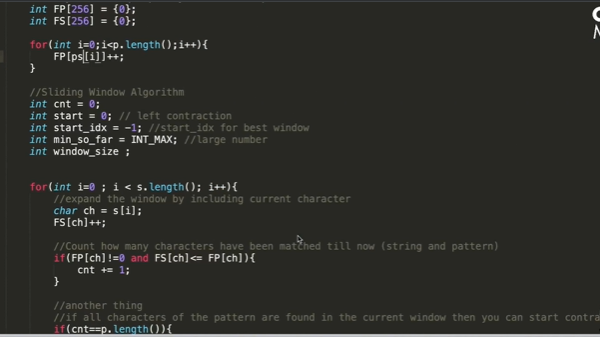 int FP[256] = {0};
int FS[256] = {0};
for(int i=0;i<p.length();i++){
FP[ps[i]]++;
}
//Sliding Window Algorithm
int cnt = 0;
int start = 0; // left contraction
int start_idx = -1; //start_idx for best window
int min_so_far = INT_MAX; //large number
int window_size ;
for(int i=0 ; i < s.length(); i++){
//expand the window by including current character
char ch = s[i];
FS[ch]++;
//Count how many characters have been matched till now (string and pattern)
if(FP[ch]!=0 and FS[ch]<= FP[ch]){
cnt += 1;
}
//another thing
//if all characters of the pattern are found in the current window then you can start contra
if(cnt==p.length()){